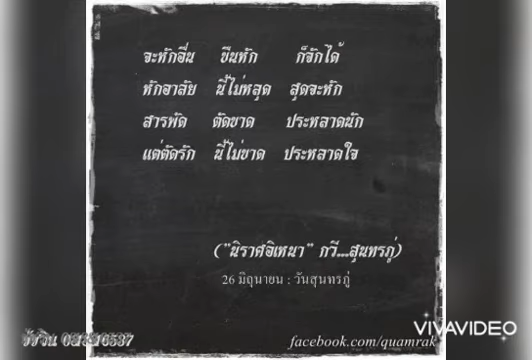 จะหักอื่น ขืนหัก ก็จักได้
หักอาลัย นี้ไม่หลุด สุดจะหัก
สารพัด ตัดขาด ประหลาดนัก
แต่ตัดรัก นี้ไม่ขาด ประหลาดใจ
("นิราศอิเหนา" กวี...สุนทรภู่)
26 มิถุนายน : วันสุนทรภู่
facebook.com/quamrak
VIVAVIDEO